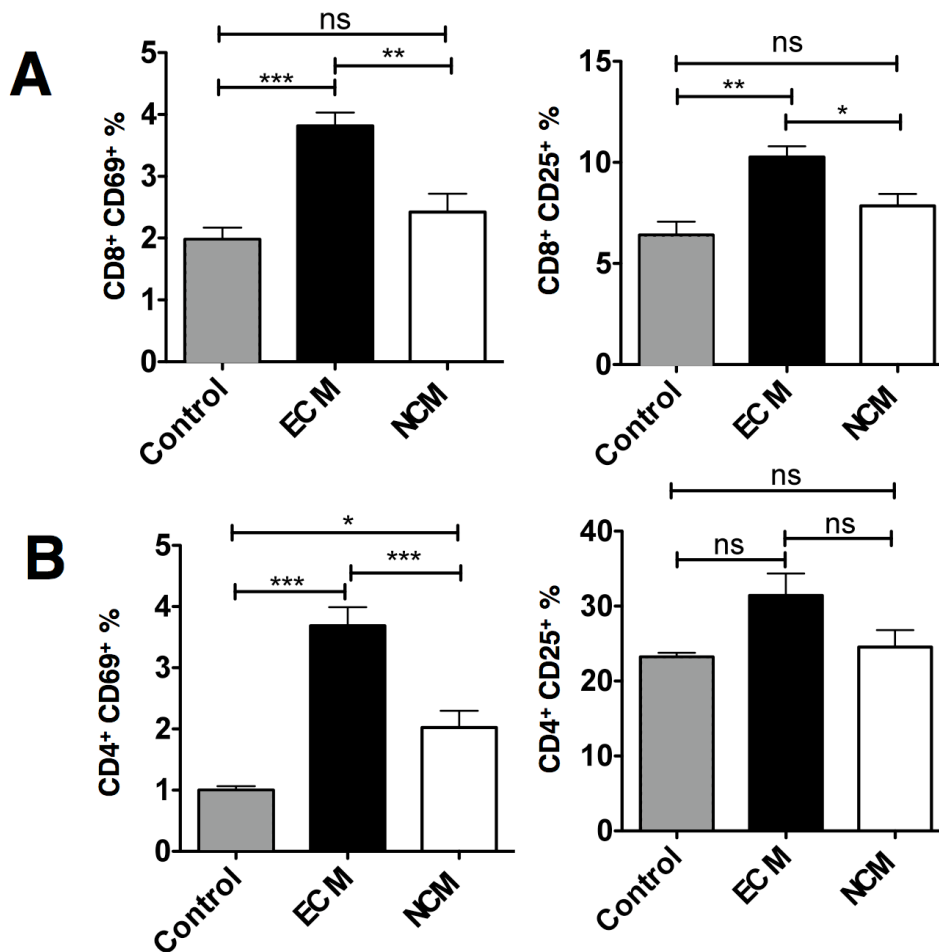 A
ns
***
**
CD8⁺ CD69⁺ %
5
4
3
2
1
0
Control
ECM
NCM
ns
**
*
CD8⁺ CD25⁺ %
15
10
5
0
Control
ECM
NCM
B
*
***
***
CD4⁺ CD69⁺ %
5
4
3
2
1
0
Control
ECM
NCM
ns
ns
ns
CD4⁺ CD25⁺ %
40
30
20
10
0
Control
ECM
NCM